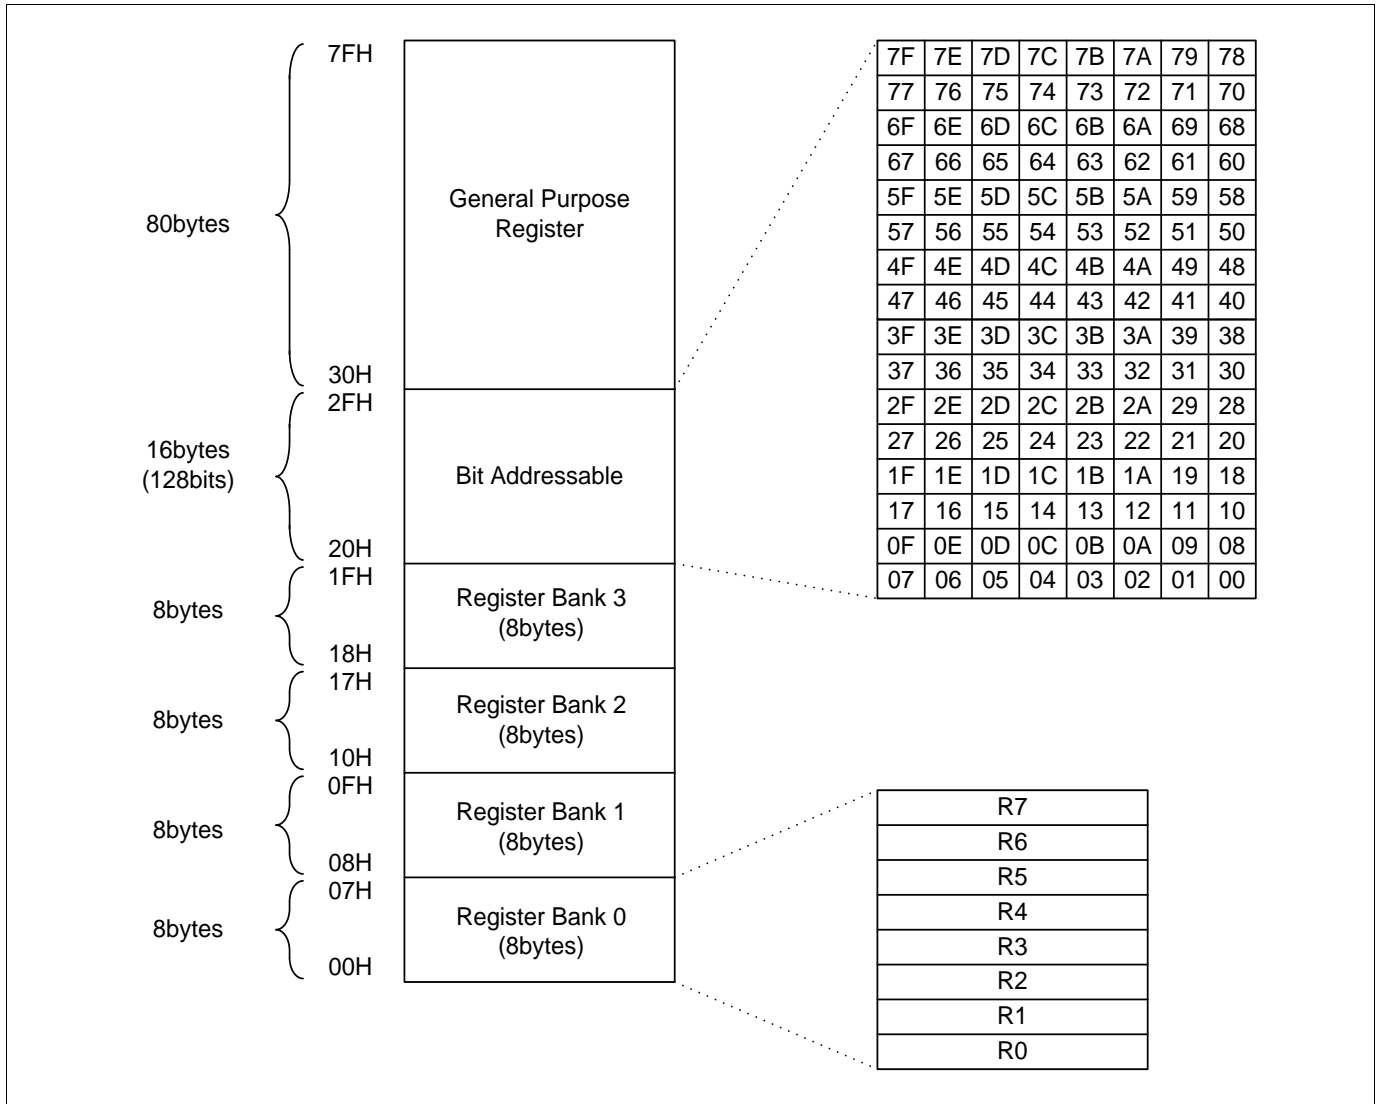 7FH
General Purpose
Register
80bytes
30H
2FH
16bytes
(128bits)
Bit Addressable
20H
1FH
8bytes
Register Bank 3
(8bytes)
18H
17H
8bytes
Register Bank 2
(8bytes)
10H
0FH
8bytes
Register Bank 1
(8bytes)
08H
07H
8bytes
Register Bank 0
(8bytes)
00H
7F 7E 7D 7C 7B 7A 79 78
77 76 75 74 73 72 71 70
6F 6E 6D 6C 6B 6A 69 68
67 66 65 64 63 62 61 60
5F 5E 5D 5C 5B 5A 59 58
57 56 55 54 53 52 51 50
4F 4E 4D 4C 4B 4A 49 48
47 46 45 44 43 42 41 40
3F 3E 3D 3C 3B 3A 39 38
37 36 35 34 33 32 31 30
2F 2E 2D 2C 2B 2A 29 28
27 26 25 24 23 22 21 20
1F 1E 1D 1C 1B 1A 19 18
17 16 15 14 13 12 11 10
0F 0E 0D 0C 0B 0A 09 08
07 06 05 04 03 02 01 00
R7
R6
R5
R4
R3
R2
R1
R0